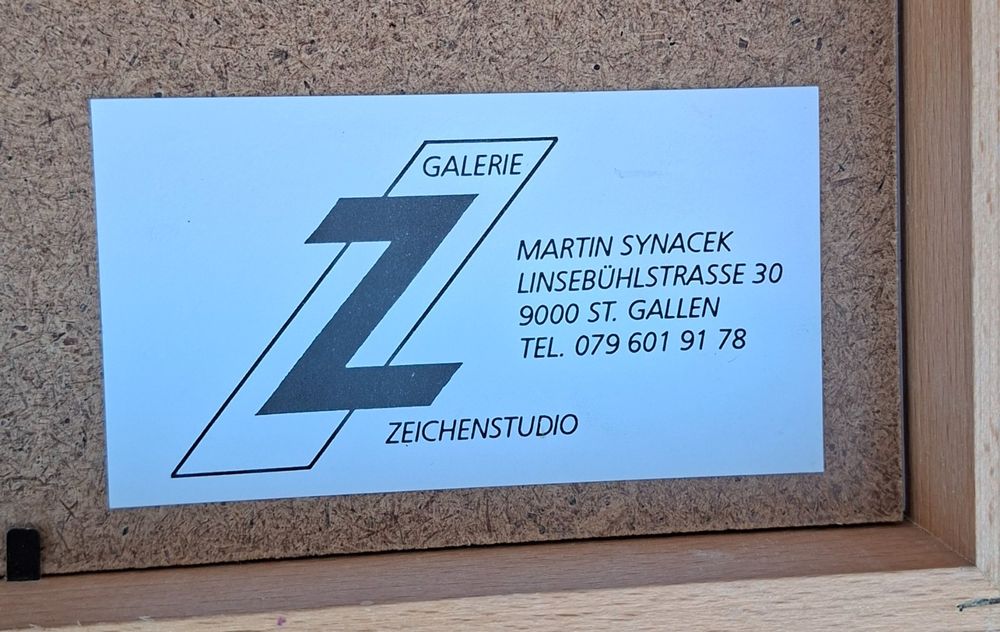 GALERIE
Z
MARTIN SYNACEK
LINSEBÜHLSTRASSE 30
9000 ST. GALLEN
TEL. 079 601 91 78
ZEICHENSTUDIO